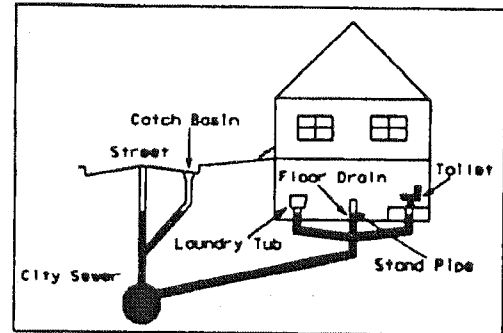 Catch Basin
Street
Floor Drain
Toilet
Laundry Tub
Stand Pipe
City Sewer